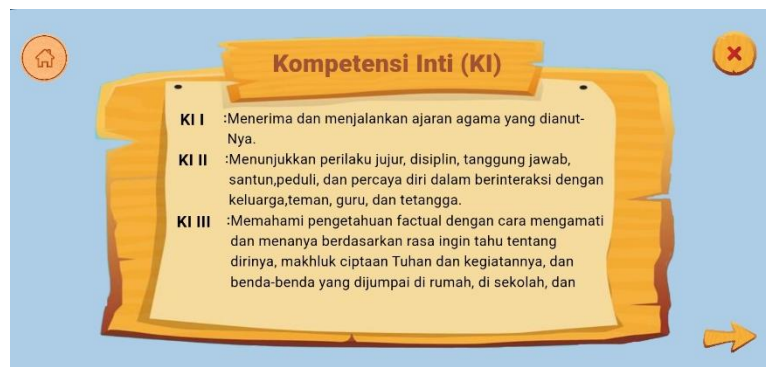 Kompetensi Inti (KI)
KI I :Menerima dan menjalankan ajaran agama yang dianut-
Nya.
KI II :Menunjukkan perilaku jujur, disiplin, tanggung jawab,
santun,peduli, dan percaya diri dalam berinteraksi dengan
keluarga,teman, guru, dan tetangga.
KI III :Memahami pengetahuan factual dengan cara mengamati
dan menanya berdasarkan rasa ingin tahu tentang
dirinya, makhluk ciptaan Tuhan dan kegiatannya, dan
benda-benda yang dijumpai di rumah, di sekolah, dan